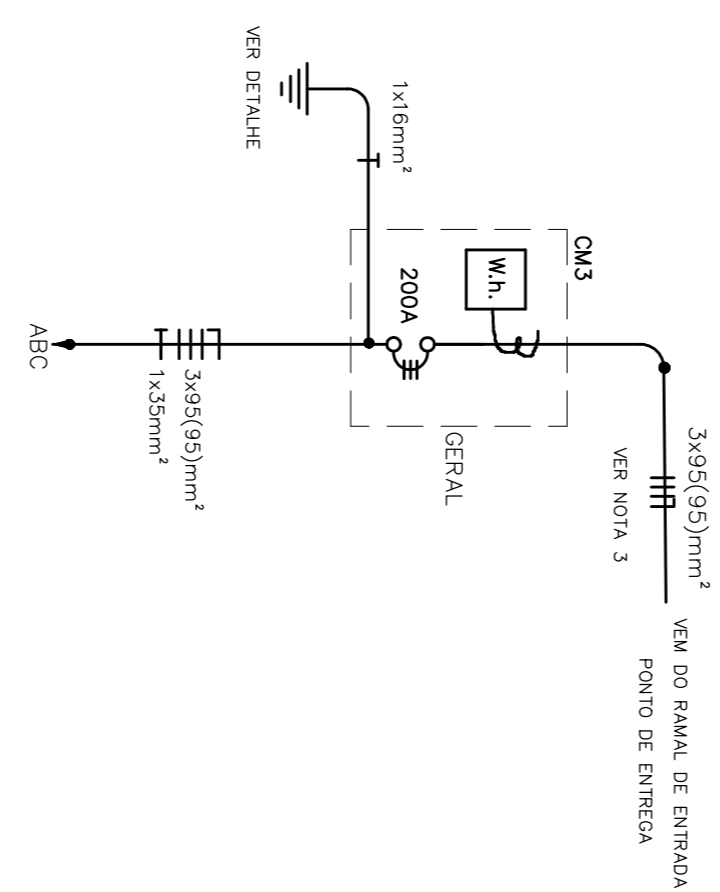 3x95(95)mm²
VEM DO RAMAL DE ENTRADA
PONTO DE ENTREGA
VER NOTA 3
CM3
W.h.
200A
GERAL
1x16mm²
VER DETALHE
3x95(95)mm²
1x35mm²
ABC